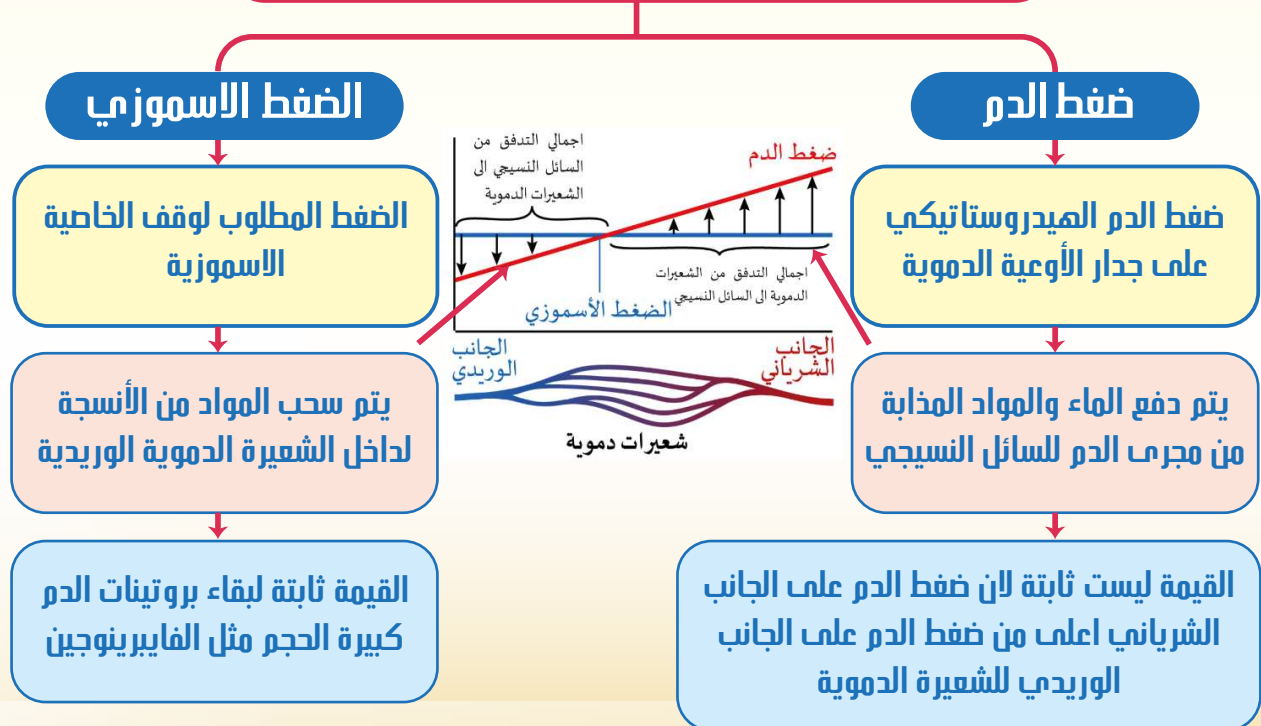 ضغط الدم
الضغط الاسموزي
ضغط الدم الهيدروستاتيكي
على جدار الأوعية الدموية
الضغط المطلوب لوقف الخاصية
الاسموزية
اجمالي التدفق من
السائل النسيجي الى
الشعيرات الدموية
ضغط الدم
اجمالي التدفق من الشعيرات
الدموية الى السائل النسيجي
الضغط الأسموزي
الجانب
الشرياني
الجانب
الوريدي
شعيرات دموية
يتم دفع الماء والمواد المذابة
من مجرى الدم للسائل النسيجي
يتم سحب المواد من الأنسجة
لداخل الشعيرة الدموية الوريدية
القيمة ليست ثابتة لان ضغط الدم على الجانب
الشرياني اعلى من ضغط الدم على الجانب
الوريدي للشعيرة الدموية
القيمة ثابتة لبقاء بروتينات الدم
كبيرة الحجم مثل الفايبرينوجين